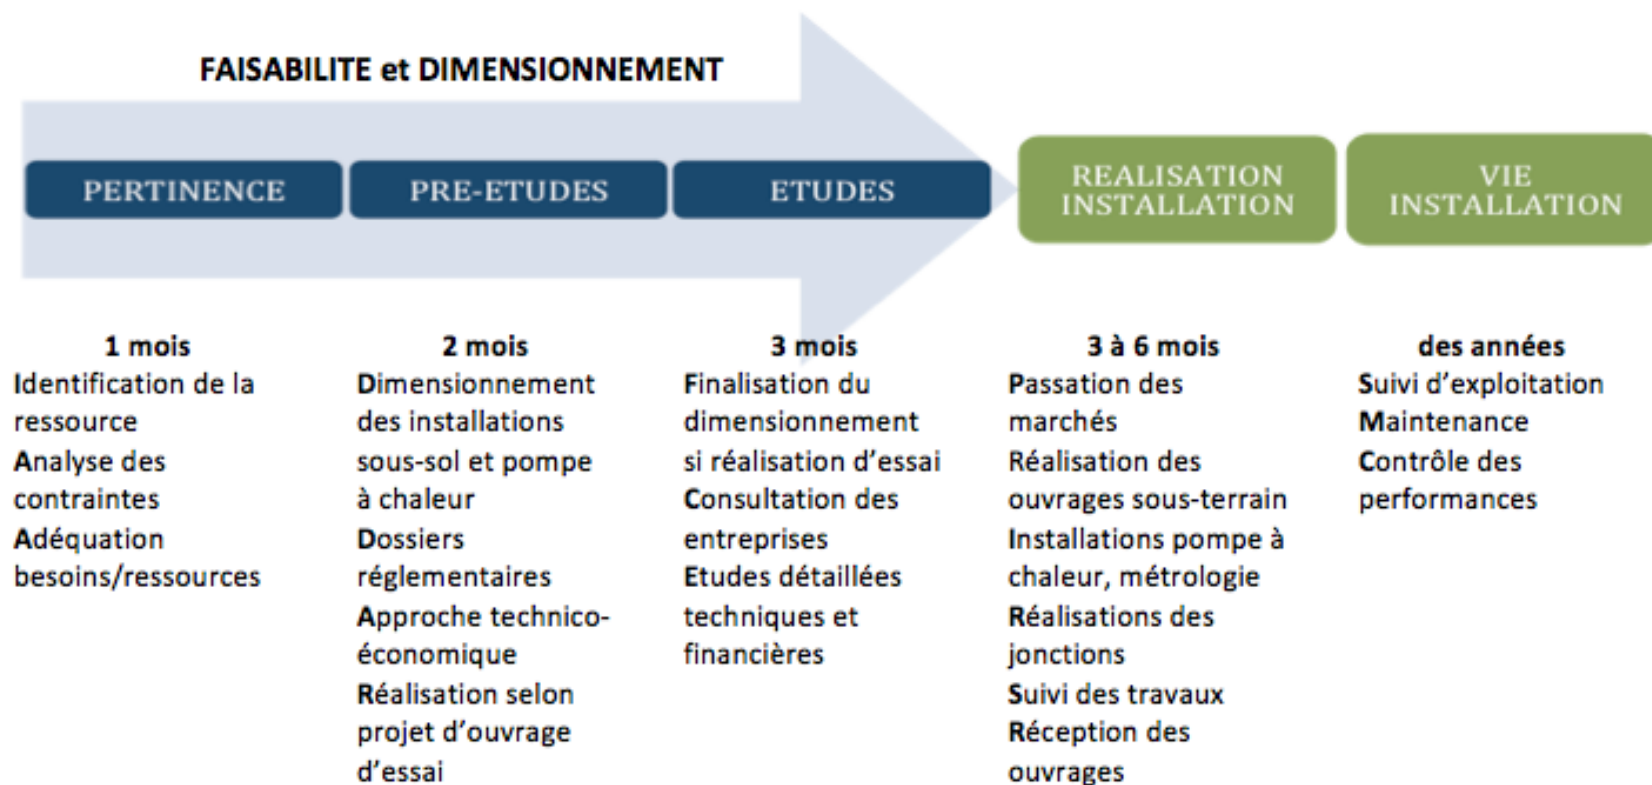 FAISABILITE et DIMENSIONNEMENT
PERTINENCE
PRE-ETUDES
ETUDES
REALISATION
INSTALLATION
VIE
INSTALLATION
1 mois
Identification de la
ressource
Analyse des
contraintes
Adéquation
besoins/ressources
2 mois
Dimensionnement
des installations
sous-sol et pompe
à chaleur
Dossiers
réglementaires
Approche technico-
économique
Réalisation selon
projet d'ouvrage
d'essai
3 mois
Finalisation du
dimensionnement
si réalisation d'essai
Consultation des
entreprises
Etudes détaillées
techniques et
financières
3 à 6 mois
Passation des
marchés
Réalisation des
ouvrages sous-terrain
Installations pompe à
chaleur, métrologie
Réalisations des
jonctions
Suivi des travaux
Réception des
ouvrages
des années
Suivi d'exploitation
Maintenance
Contrôle des
performances